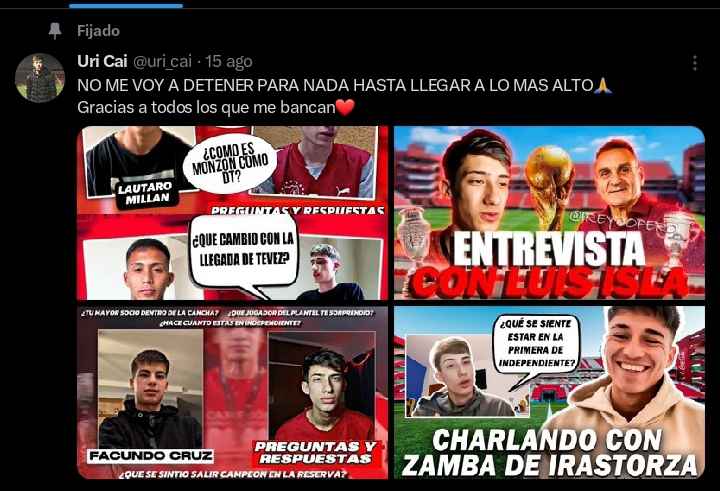 Fijado
Uri Cai @uri_cai · 15 ago
NO ME VOY A DETENER PARA NADA HASTA LLEGAR A LO MAS ALTO🙏
Gracias a todos los que me bancan❤️
¿COMO ES
MONZON COMO
DT?
LAUTARO
MILLAN
PREGUNTAS Y RESPUESTAS
¿QUE CAMBIO CON LA
LLEGADA DE TEVEZ?
ENTREVISTA
CON LUIS ISLA
¿TU MAYOR SOCIO DENTRO DE LA CANCHA? ¿QUE JUGADOR DEL PLANTEL TE SORPRENDIO?
¿HACE CUANTO ESTAS EN INDEPENDIENTE?
FACUNDO CRUZ
PREGUNTAS Y
RESPUESTAS
¿QUE SE SINTIO SALIR CAMPEON EN LA RESERVA?
¿QUÉ SE SIENTE
ESTAR EN LA
PRIMERA DE
INDEPENDIENTE?
CHARLANDO CON
ZAMBA DE IRASTORZA